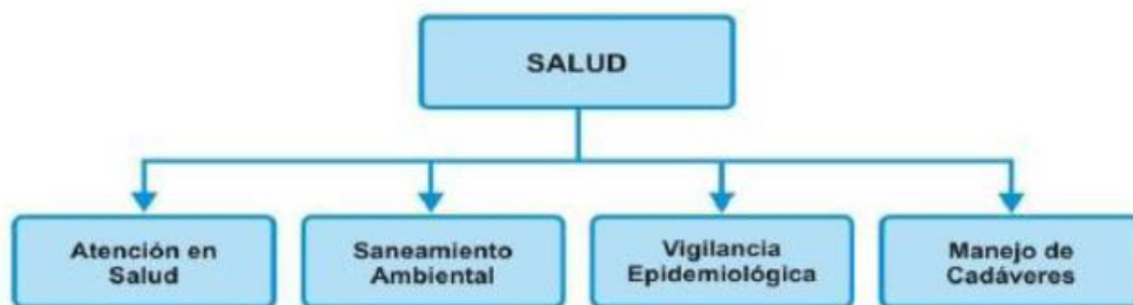 SALUD
Atención en
Salud
Saneamiento
Ambiental
Vigilancia
Epidemiológica
Manejo de
Cadáveres